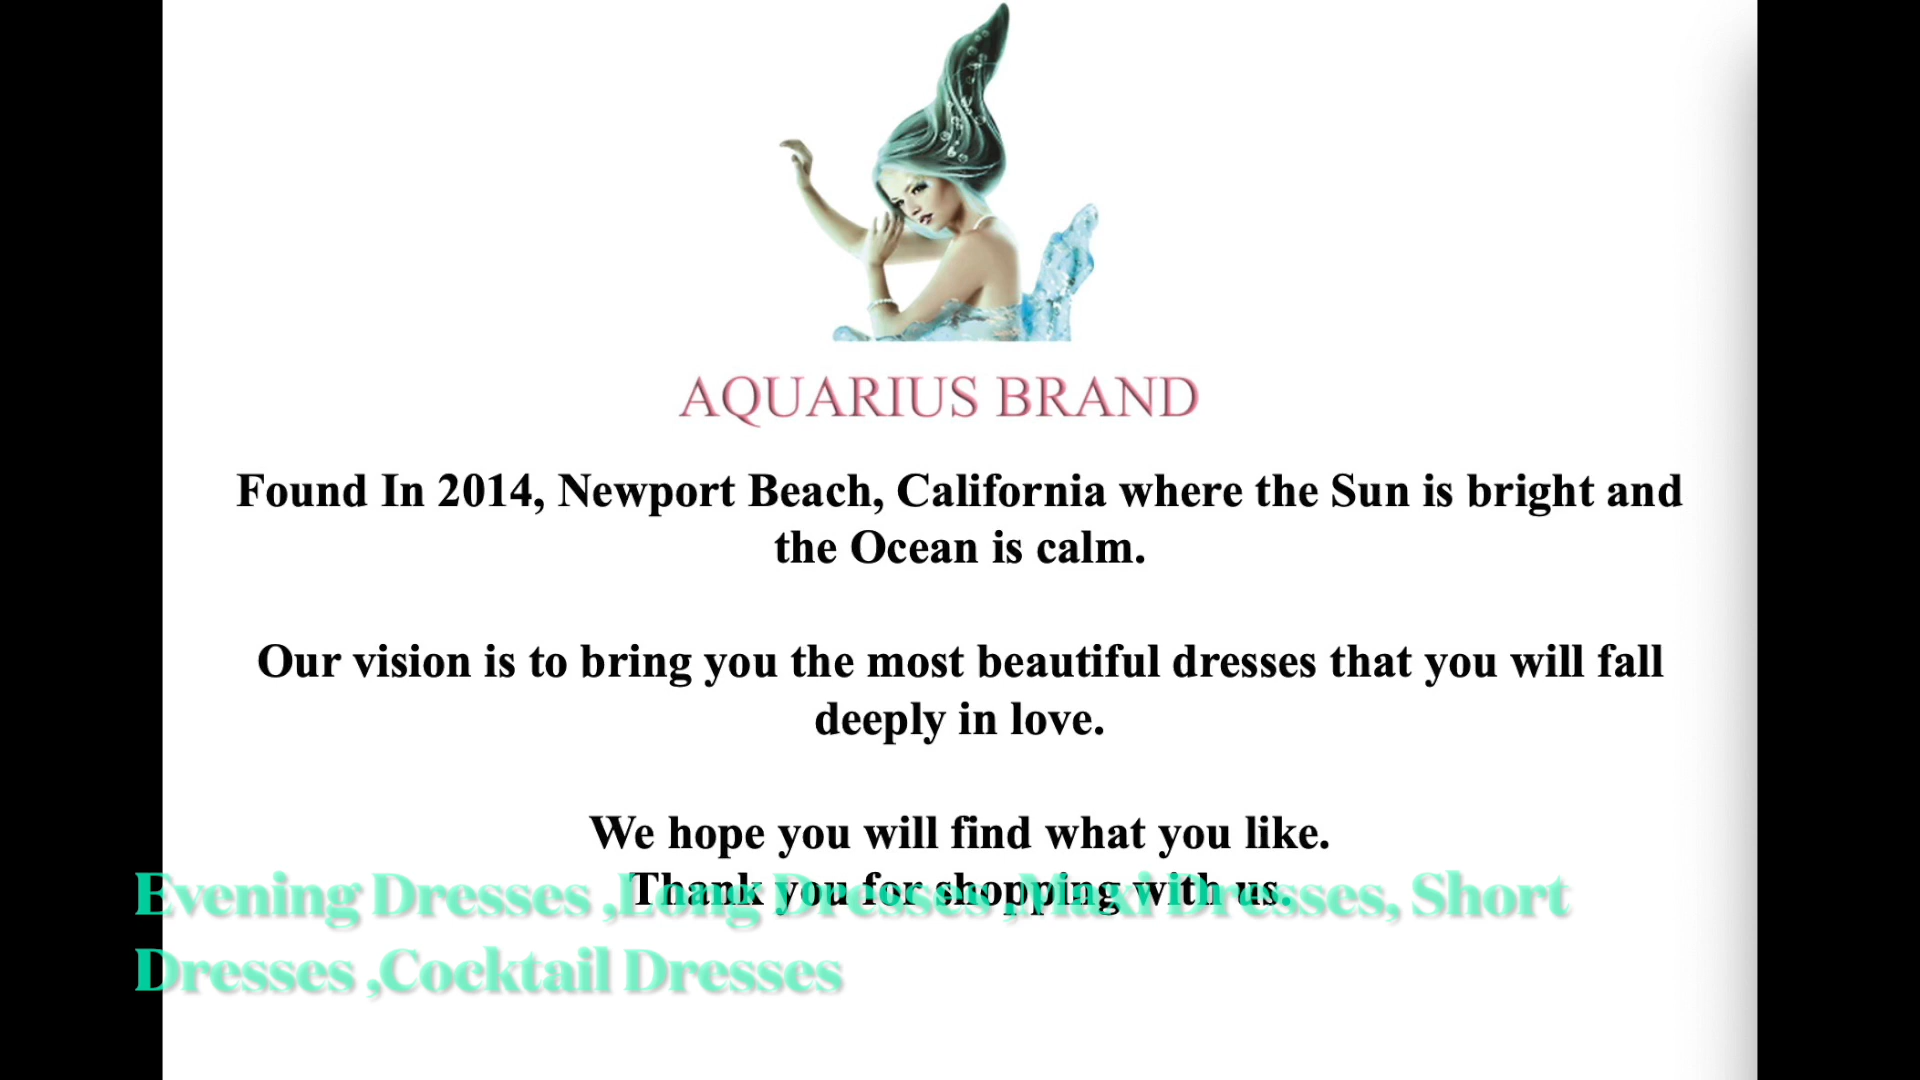 AQUARIUS BRAND
Found In 2014, Newport Beach, California where the Sun is bright and
the Ocean is calm.
Our vision is to bring you the most beautiful dresses that you will fall
deeply in love.
We hope you will find what you like.
Thank you for shopping with us.
Evening Dresses ,Long Dresses ,Maxi Dresses, Short
Dresses ,Cocktail Dresses